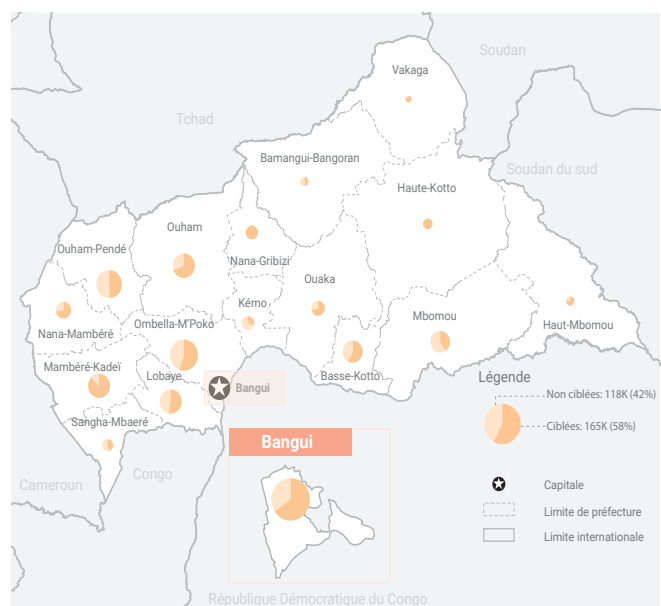 Soudan
Vakaga
Tchad
Bamangui-Bangoran
Soudan du sud
Haute-Kotto
Ouham
Ouham-Pendé
Nana-Gribizi
Ouaka
Kémo
Mbomou
Ombella-M'Poko
Haut-Mbomou
Nana-Mambéré
Mambéré-Kadeï
Lobaye
Basse-Kotto
Légende
Bangui
Non ciblées: 118K (42%)
Sangha-Mbaeré
Ciblées: 165K (58%)
Bangui
Congo
Cameroun
Capitale
Limite de préfecture
Limite internationale
République Démocratique du Congo